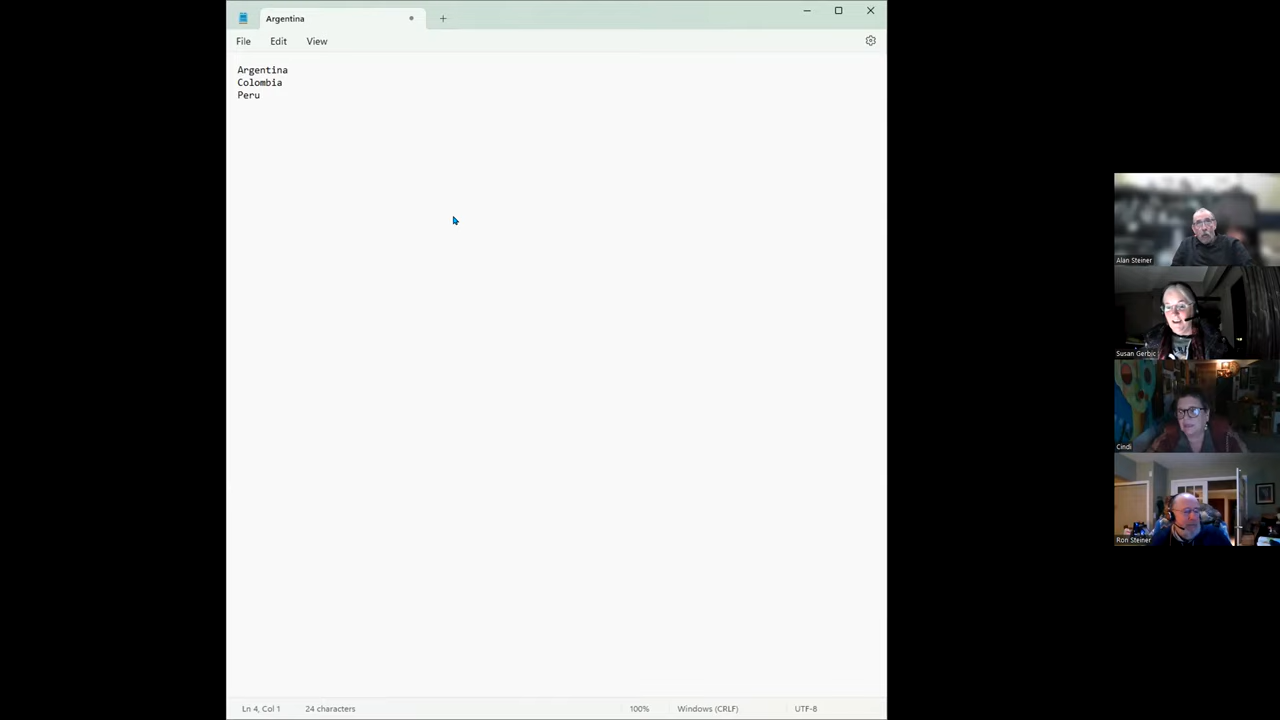 Argentina
File Edit View
Argentina
Colombia
Peru
Alan Steiner
Susan Gerbic
Cindi
Ron Steiner
Ln 4, Col 1 24 characters 100% Windows (CRLF) UTF-8